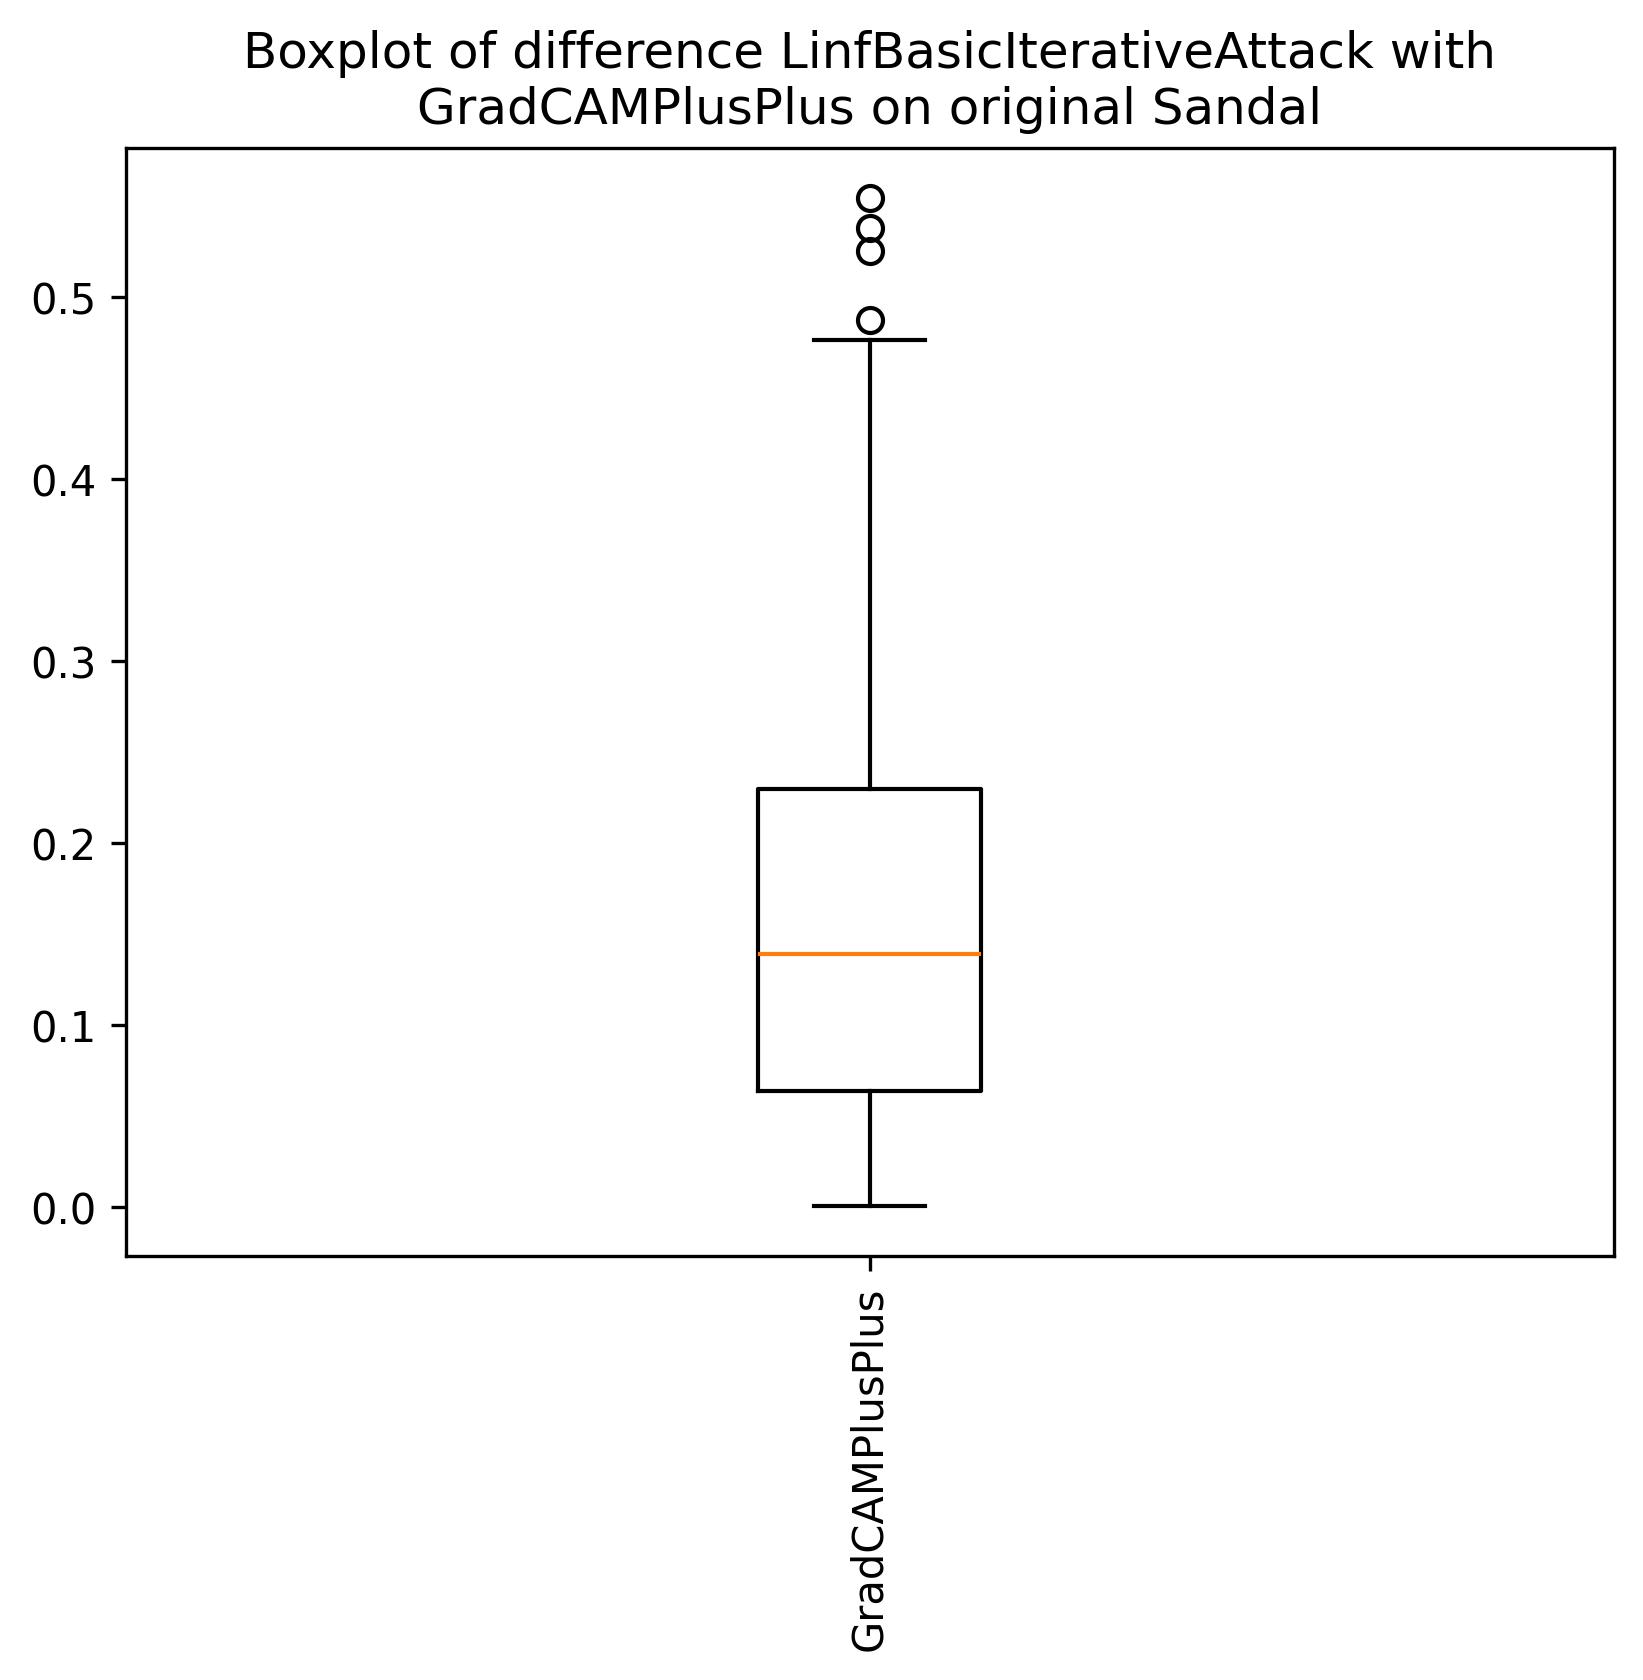 Boxplot of difference LinfBasicIterativeAttack with
GradCAMPlusPlus on original Sandal
0.5
0.4
0.3
0.2
0.1
0.0
GradCAMPlusPlus